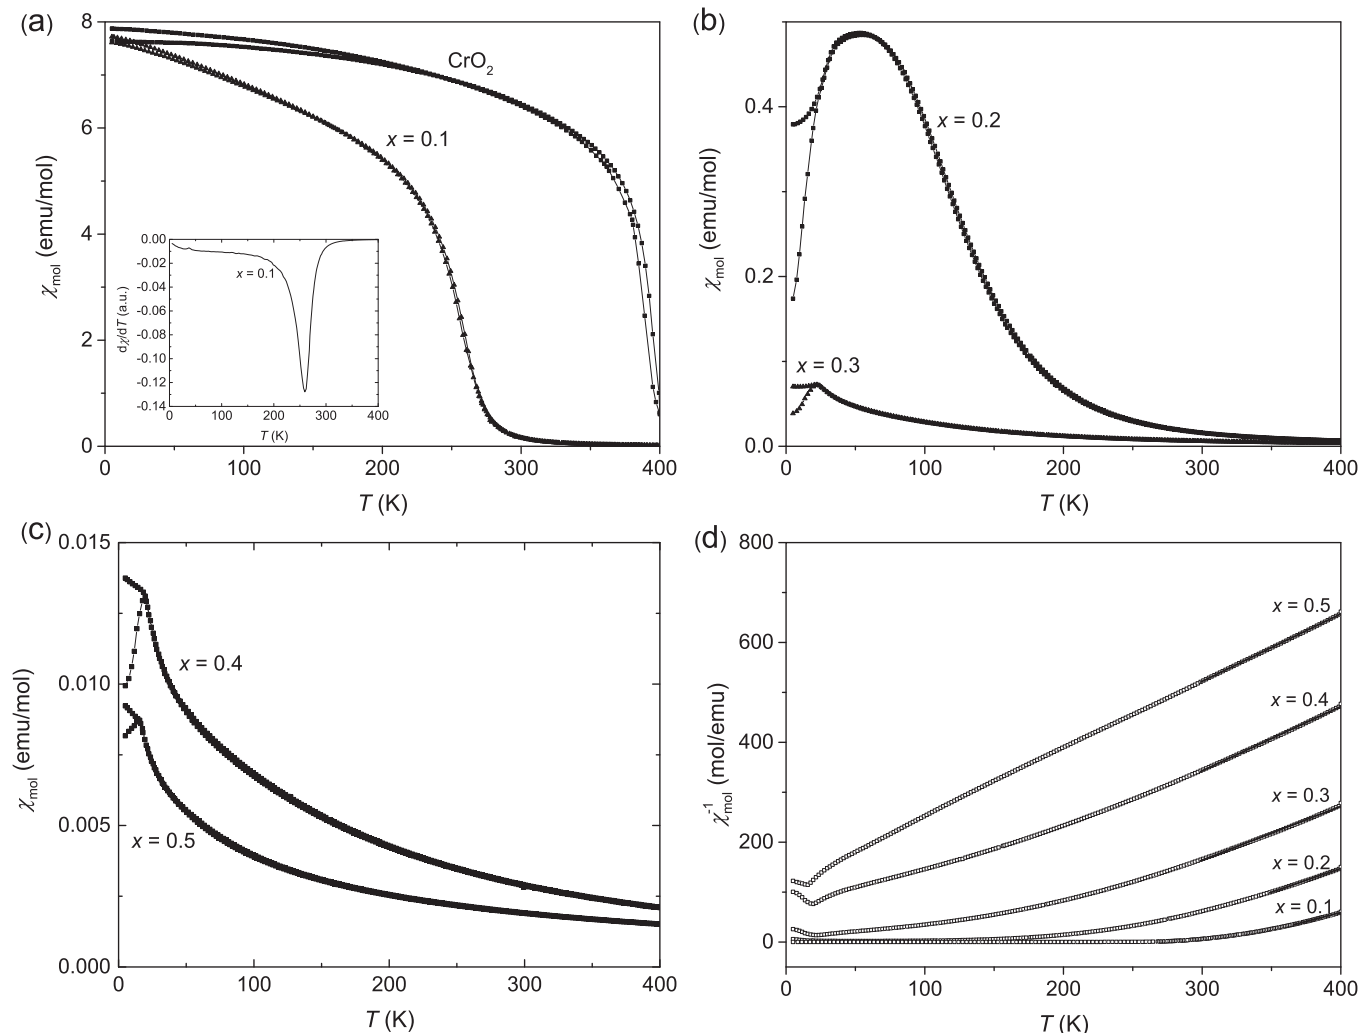 (a)
8
6
4
2
0
χmol (emu/mol)
CrO2
x = 0.1
0.00
-0.02
-0.04
-0.06
-0.08
-0.10
-0.12
-0.14
dχ/dT (a.u.)
x = 0.1
0 100 200 300 400
T (K)
0 100 200 300 400
T (K)
(b)
0.4
0.2
0.0
χmol (emu/mol)
x = 0.2
x = 0.3
0 100 200 300 400
T (K)
(c)
0.015
0.010
0.005
0.000
χmol (emu/mol)
x = 0.4
x = 0.5
0 100 200 300 400
T (K)
(d)
800
600
400
200
0
χ-1mol (mol/emu)
x = 0.5
x = 0.4
x = 0.3
x = 0.2
x = 0.1
0 100 200 300 400
T (K)